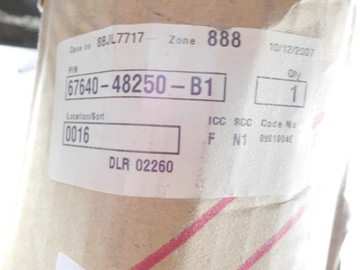 Case no 88JL7717 Zone 888 10/12/2007
P/N Qty
67640-48250-B1 1
Location/Sort ICC SCC Code No
0016 F N1
DLR 02260